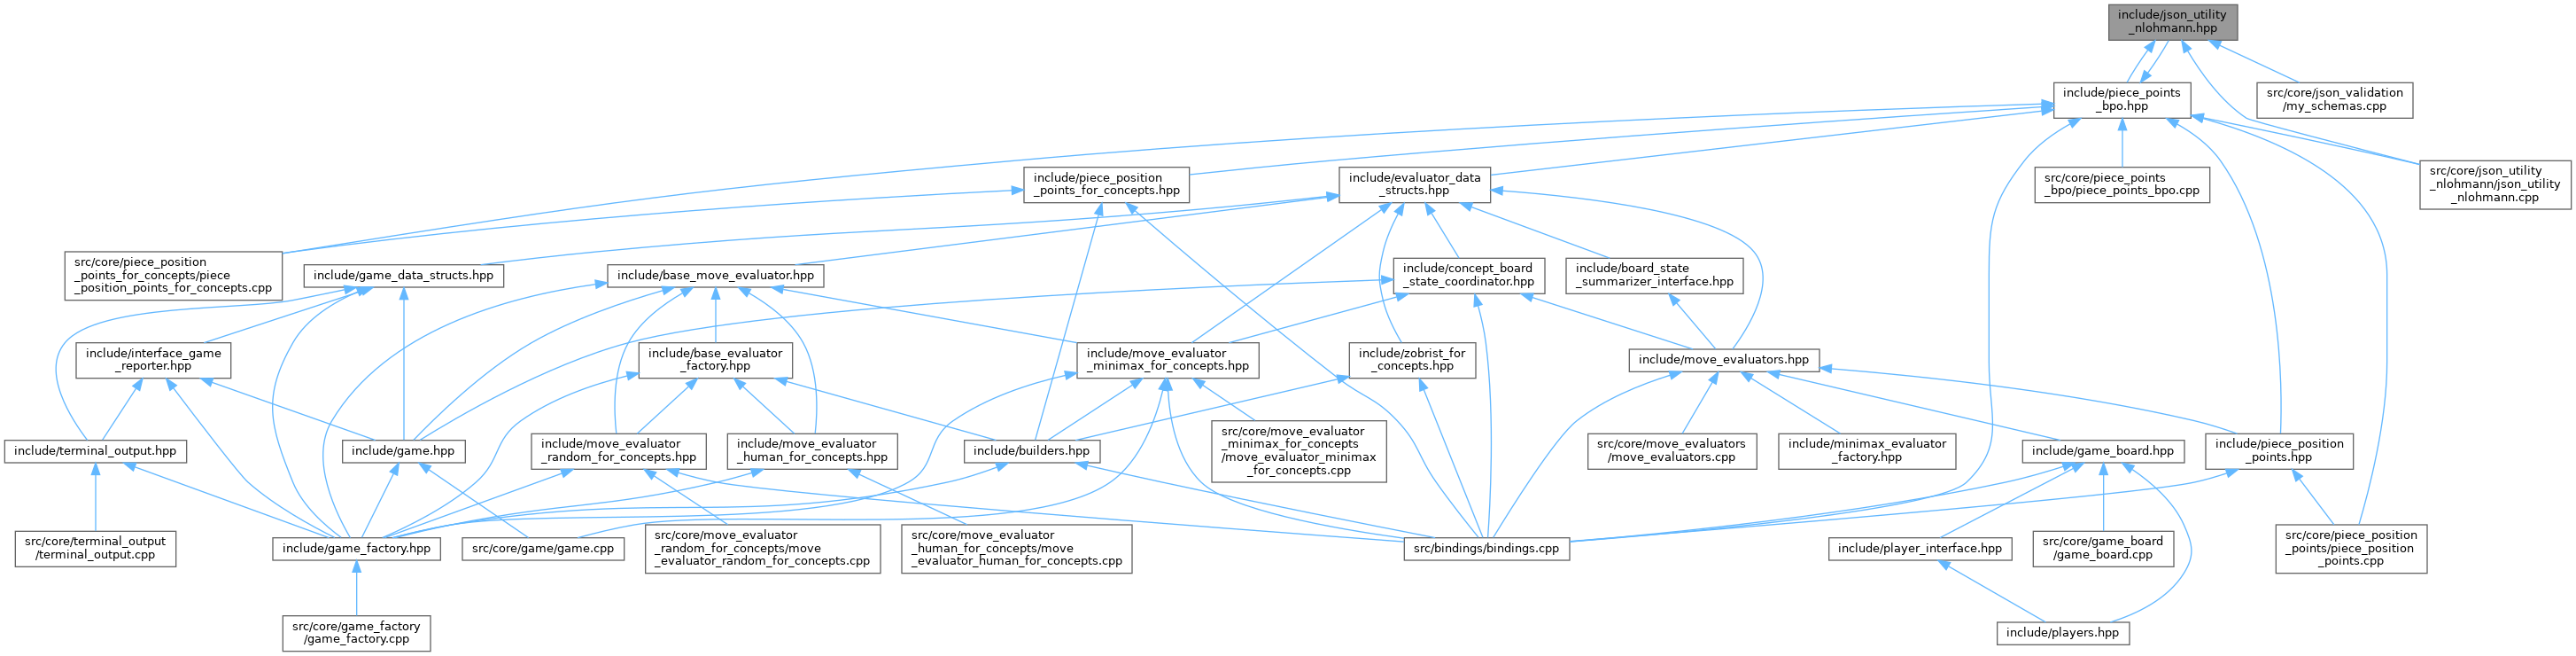 include/json_utility
_nlohmann.hpp
include/piece_points
_bpo.hpp
src/core/json_validation
/my_schemas.cpp
include/piece_position
_points_for_concepts.hpp
include/evaluator_data
_structs.hpp
src/core/piece_points
_bpo/piece_points_bpo.cpp
src/core/json_utility
_nlohmann/json_utility
_nlohmann.cpp
src/core/piece_position
_points_for_concepts/piece
_position_points_for_concepts.cpp
include/game_data_structs.hpp
include/base_move_evaluator.hpp
include/concept_board
_state_coordinator.hpp
include/board_state
_summarizer_interface.hpp
include/interface_game
_reporter.hpp
include/base_evaluator
_factory.hpp
include/move_evaluator
_minimax_for_concepts.hpp
include/zobrist_for
_concepts.hpp
include/move_evaluators.hpp
include/terminal_output.hpp
include/game.hpp
include/move_evaluator
_random_for_concepts.hpp
include/move_evaluator
_human_for_concepts.hpp
include/builders.hpp
src/core/move_evaluator
_minimax_for_concepts
/move_evaluator_minimax
_for_concepts.cpp
src/core/move_evaluators
/move_evaluators.cpp
include/minimax_evaluator
_factory.hpp
include/game_board.hpp
include/piece_position
_points.hpp
src/core/terminal_output
/terminal_output.cpp
include/game_factory.hpp
src/core/game/game.cpp
src/core/move_evaluator
_random_for_concepts/move
_evaluator_random_for_concepts.cpp
src/core/move_evaluator
_human_for_concepts/move
_evaluator_human_for_concepts.cpp
src/bindings/bindings.cpp
include/player_interface.hpp
src/core/game_board
/game_board.cpp
src/core/piece_position
_points/piece_position
_points.cpp
src/core/game_factory
/game_factory.cpp
include/players.hpp